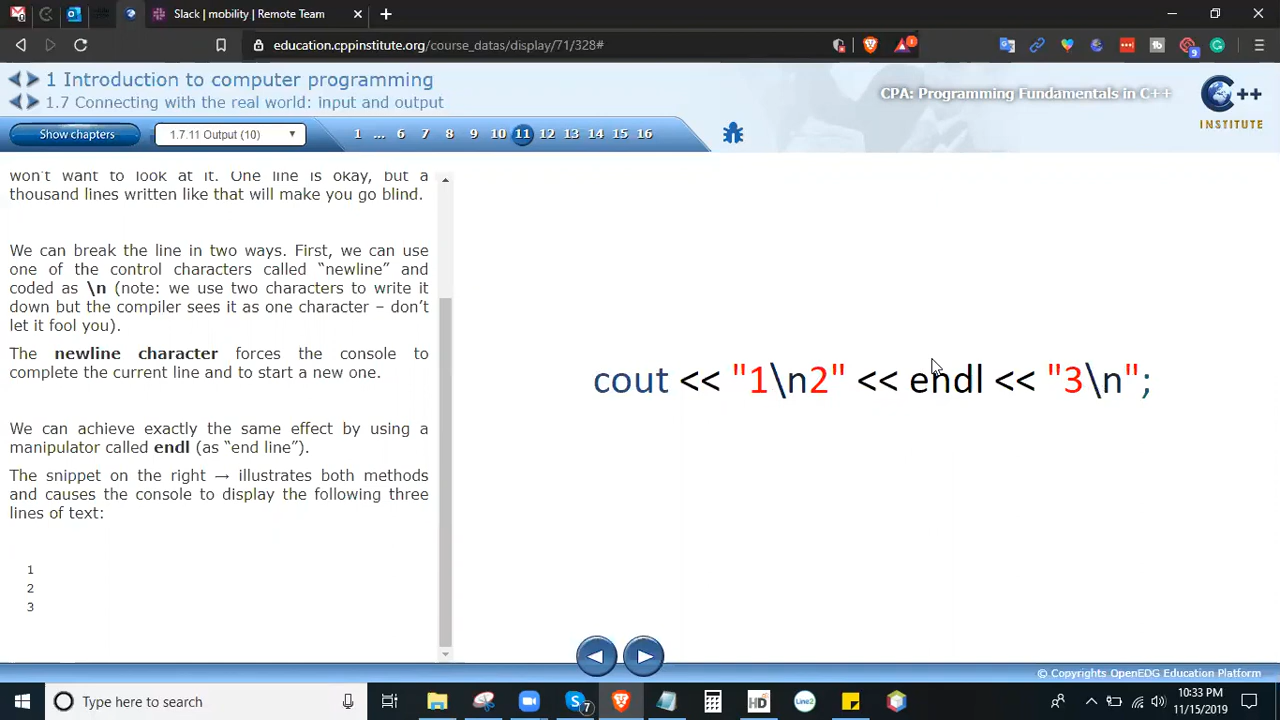 Slack | mobility | Remote Team
education.cppinstitute.org/course_datas/display/71/328#
1 Introduction to computer programming
1.7 Connecting with the real world: input and output
CPA: Programming Fundamentals in C++
C++
INSTITUTE
Show chapters
1.7.11 Output (10)
1 ... 6 7 8 9 10 11 12 13 14 15 16
won't want to look at it. One line is okay, but a
thousand lines written like that will make you go blind.
We can break the line in two ways. First, we can use
one of the control characters called “newline” and
coded as \n (note: we use two characters to write it
down but the compiler sees it as one character – don’t
let it fool you).
The newline character forces the console to
complete the current line and to start a new one.
We can achieve exactly the same effect by using a
manipulator called endl (as “end line”).
The snippet on the right → illustrates both methods
and causes the console to display the following three
lines of text:
1
2
3
cout << "1\n2" << endl << "3\n";
© Copyrights OpenEDG Education Platform
Type here to search
7
HD
Line2
10:33 PM
11/15/2019